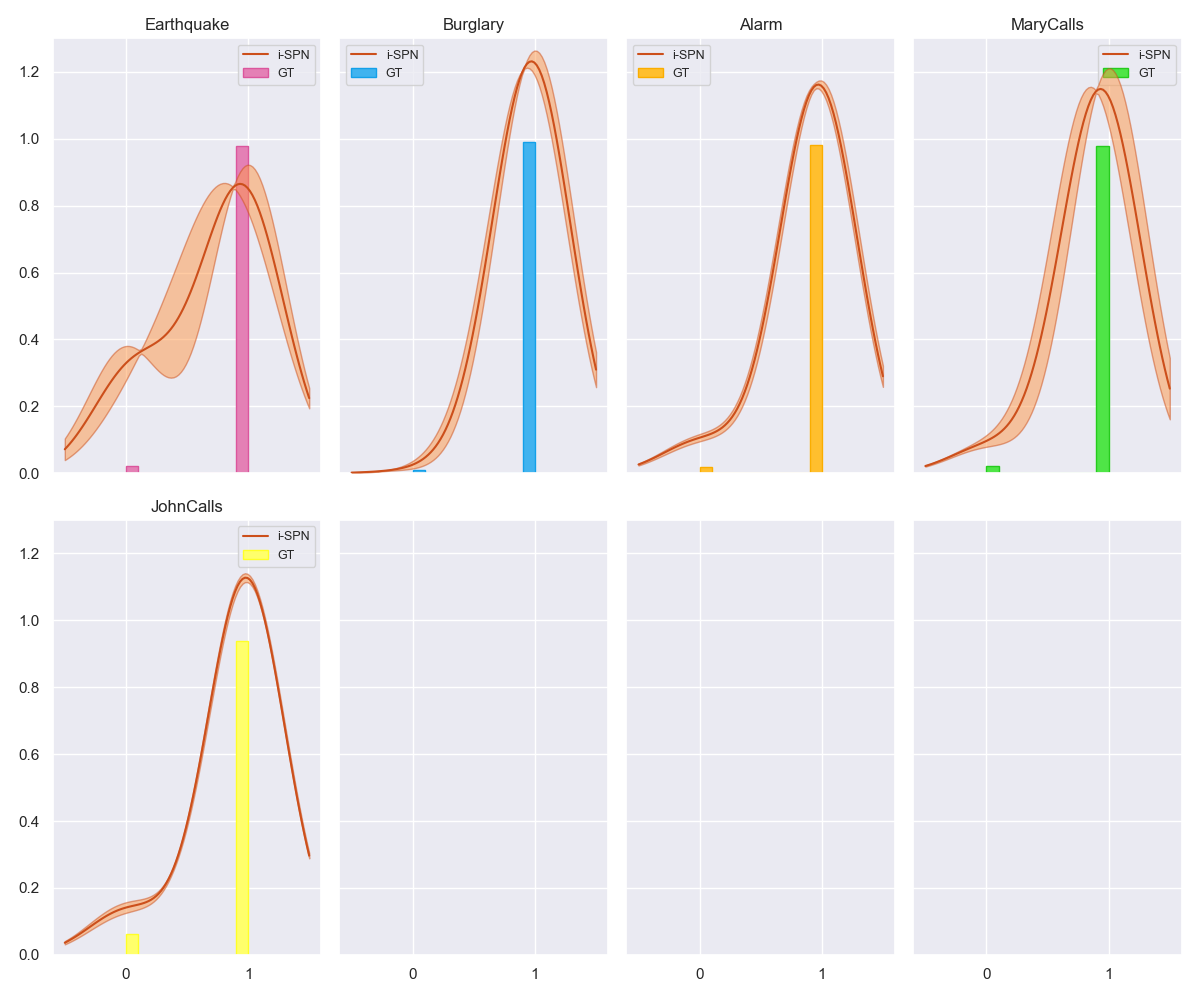 Earthquake
Burglary
Alarm
MaryCalls
i-SPN
GT
i-SPN
GT
i-SPN
GT
i-SPN
GT
1.2
1.0
0.8
0.6
0.4
0.2
0.0
JohnCalls
i-SPN
GT
1.2
1.0
0.8
0.6
0.4
0.2
0.0
0 1 0 1 0 1 0 1